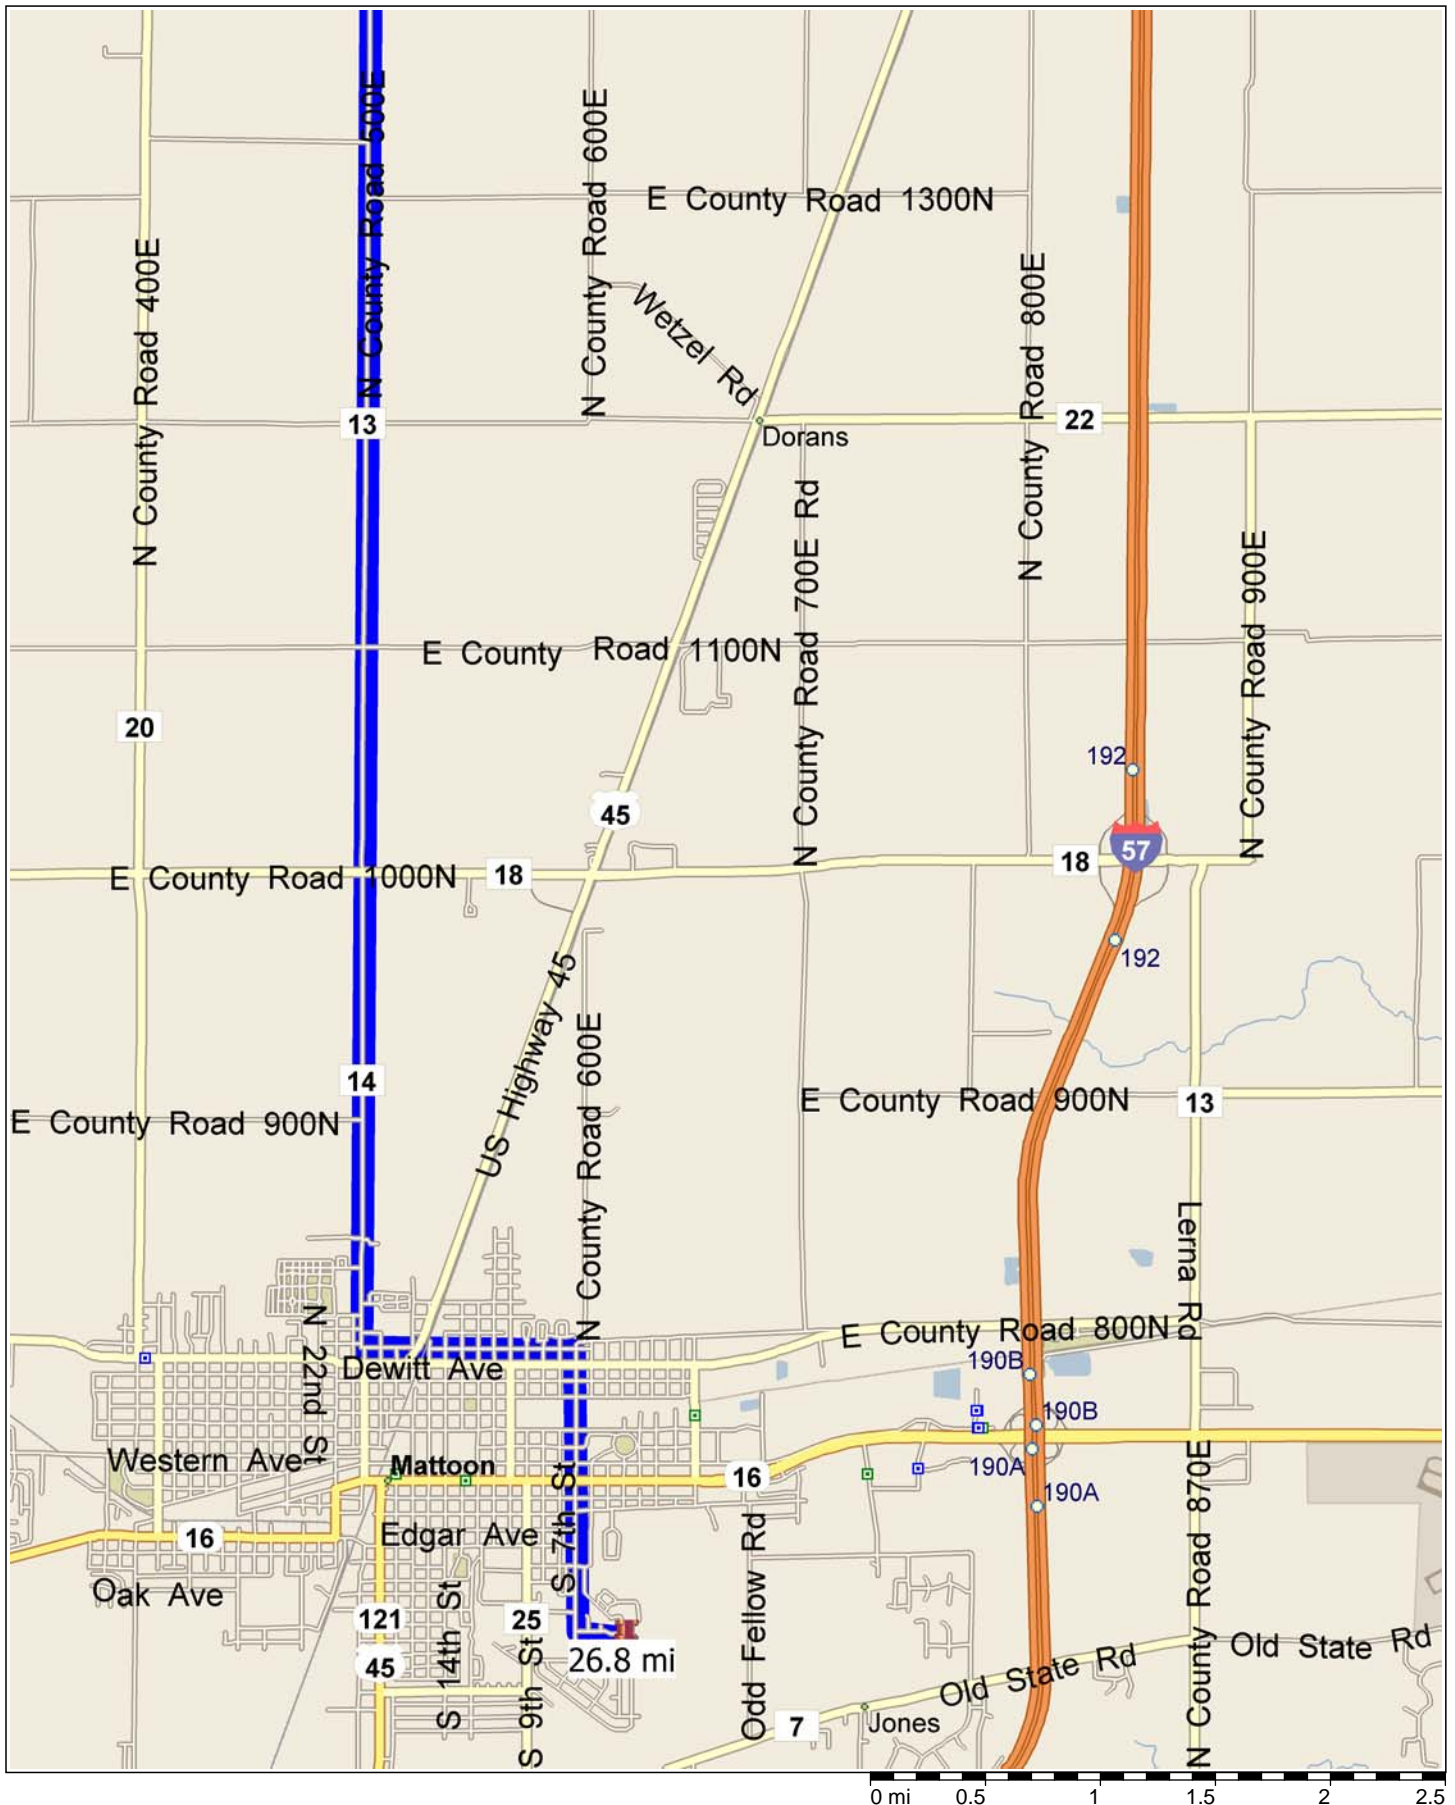 N County Road 500E
N County Road 600E
E County Road 1300N
N County Road 400E
Wetzel Rd
N County Road 800E
13
22
Dorans
N County Road 700E Rd
N County Road 900E
E County Road 1100N
20
192
45
57
E County Road 1000N
18
18
192
US Highway 45
N County Road 600E
14
E County Road 900N
E County Road 900N
13
Lerna Rd
N 22nd St
E County Road 800N
Dewitt Ave
190B
190B
Western Ave
Mattoon
190A
16
190A
N County Road 870E
16
Edgar Ave
S 7th St
Oak Ave
Odd Fellow Rd
121
S 14th St
25
45
S 9th St
26.8 mi
Old State Rd
Old State Rd
7
Jones
0 mi 0.5 1 1.5 2 2.5